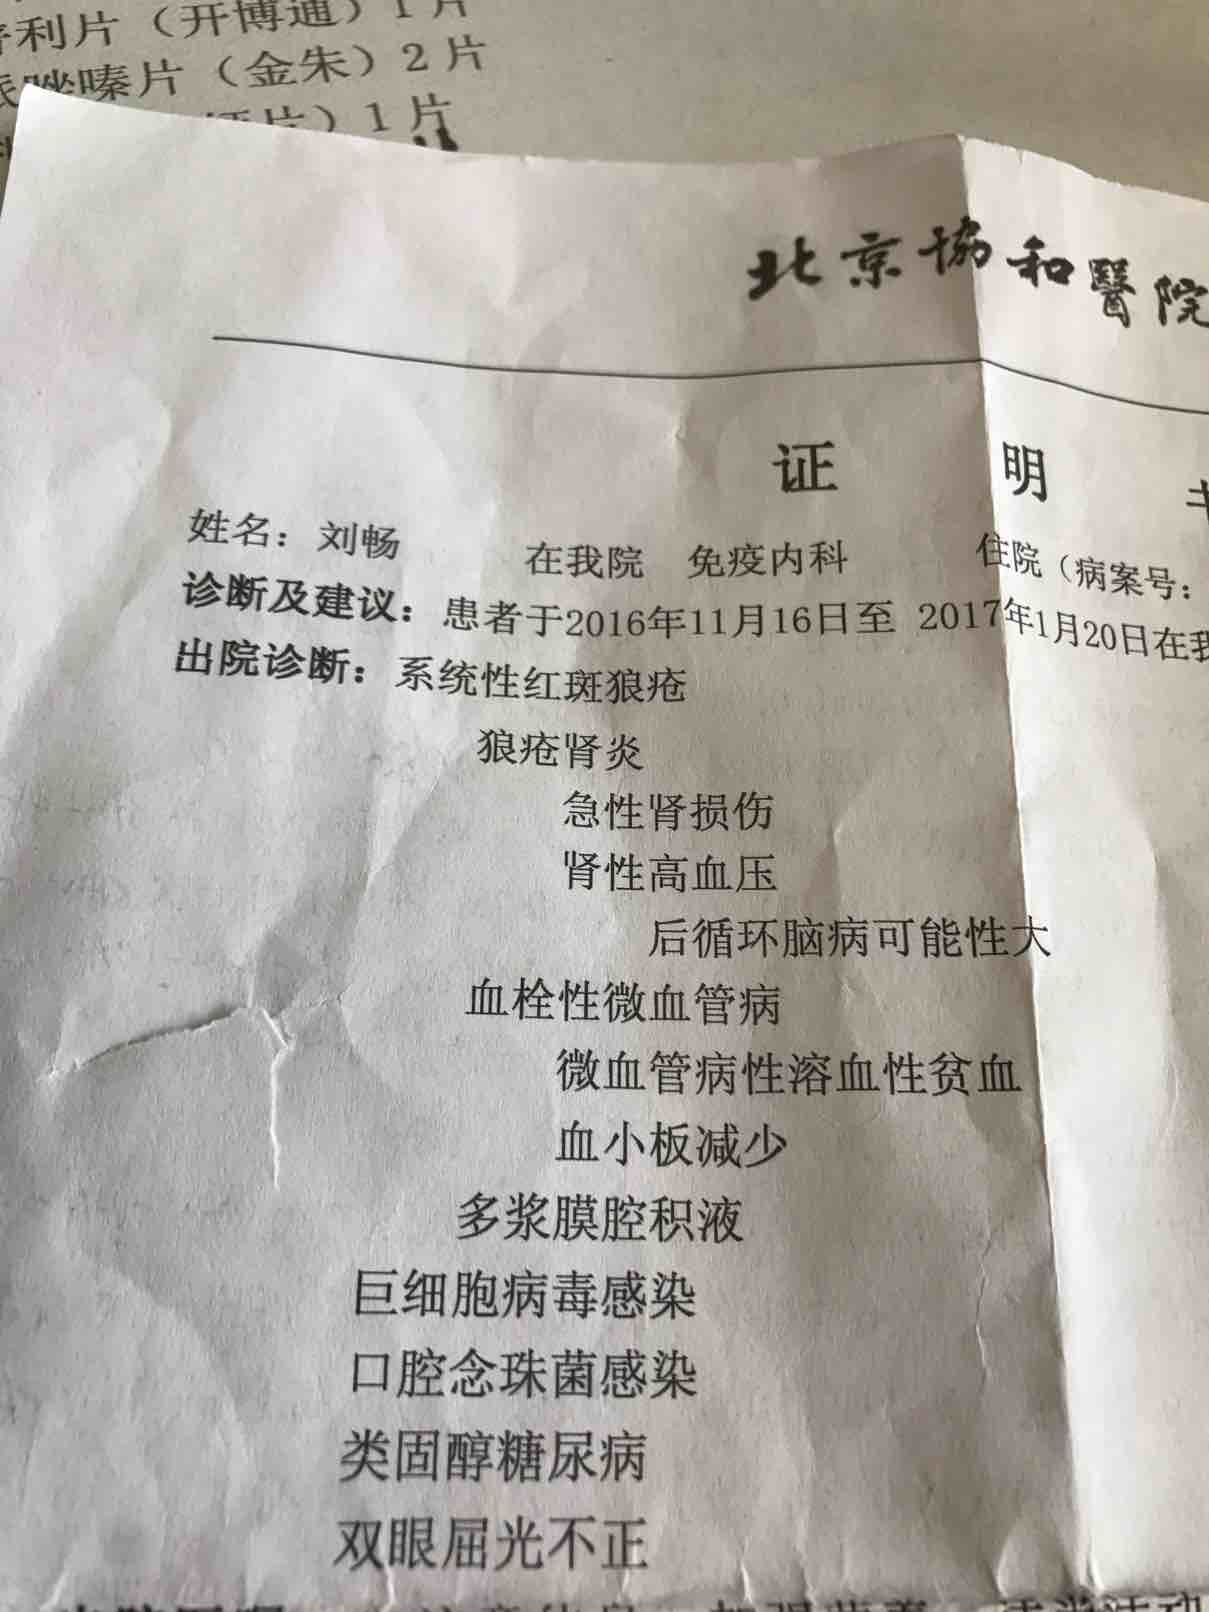 利片（开博通）1片
唑嗪片（金朱）2片
片）1片
北京协和醫院
证 明
姓名：刘畅 在我院 免疫内科 住院（病案号：
诊断及建议：患者于2016年11月16日至 2017年1月20日在我
出院诊断：系统性红斑狼疮
狼疮肾炎
急性肾损伤
肾性高血压
后循环脑病可能性大
血栓性微血管病
微血管病性溶血性贫血
血小板减少
多浆膜腔积液
巨细胞病毒感染
口腔念珠菌感染
类固醇糖尿病
双眼屈光不正